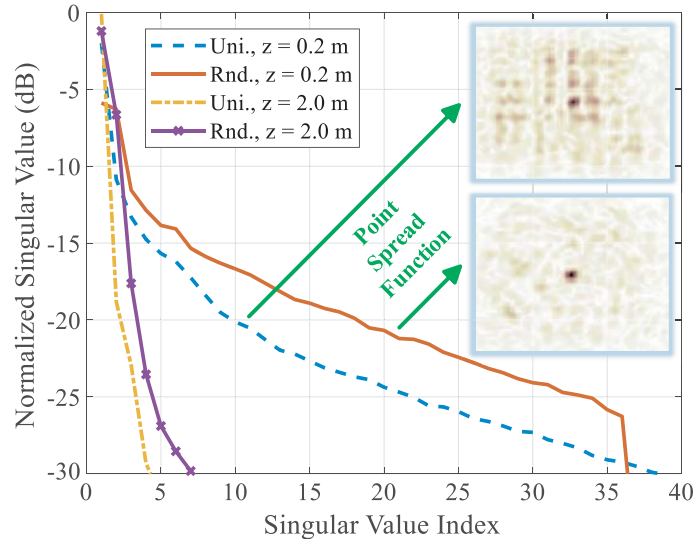 Normalized Singular Value (dB)
0
-5
-10
-15
-20
-25
-30
Uni., z = 0.2 m
Rnd., z = 0.2 m
Uni., z = 2.0 m
Rnd., z = 2.0 m
Point
Spread
Function
0
5
10
15
20
25
30
35
40
Singular Value Index